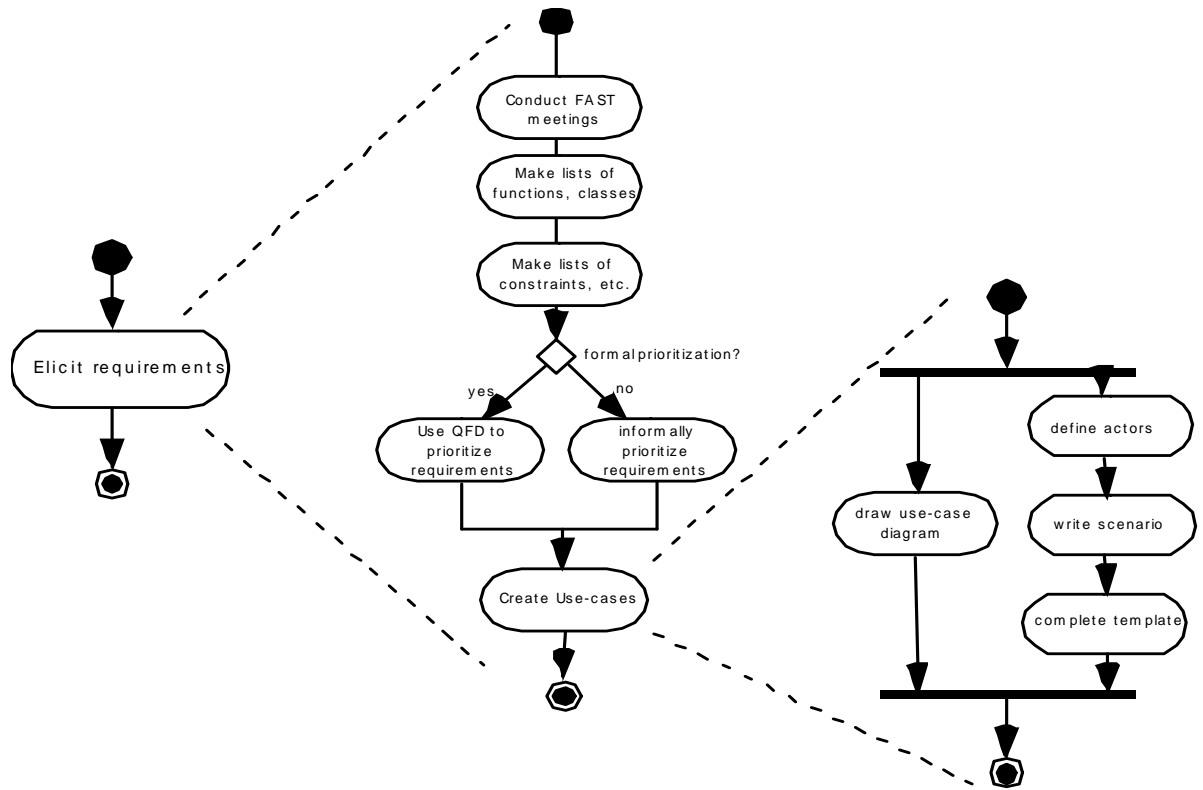 Elicit requirements
Conduct FAST
meetings
Make lists of
functions, classes
Make lists of
constraints, etc.
formal prioritization?
yes
no
Use QFD to
prioritize
requirements
informally
prioritize
requirements
Create Use-cases
define actors
draw use-case
diagram
write scenario
complete template